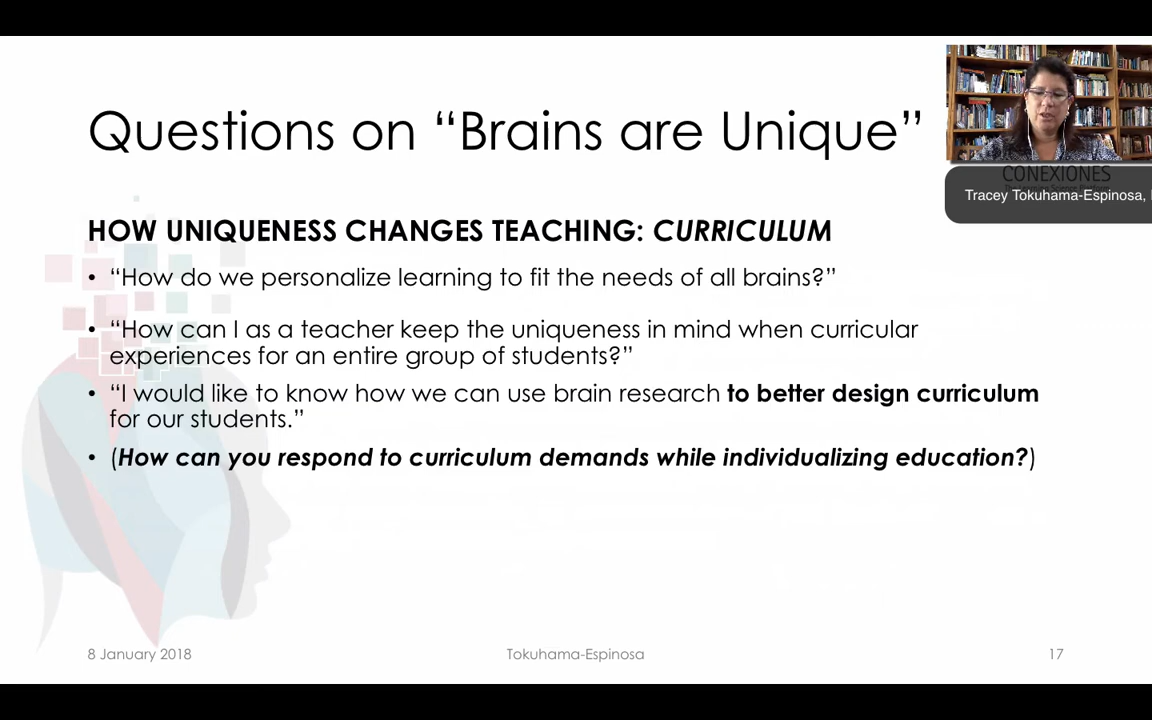 Questions on “Brains are Unique”
CONEXIONES
Tracey Tokuhama-Espinosa,
HOW UNIQUENESS CHANGES TEACHING: CURRICULUM
• “How do we personalize learning to fit the needs of all brains?”
• “How can I as a teacher keep the uniqueness in mind when curricular
experiences for an entire group of students?”
• “I would like to know how we can use brain research to better design curriculum
for our students.”
• (How can you respond to curriculum demands while individualizing education?)
8 January 2018
Tokuhama-Espinosa
17